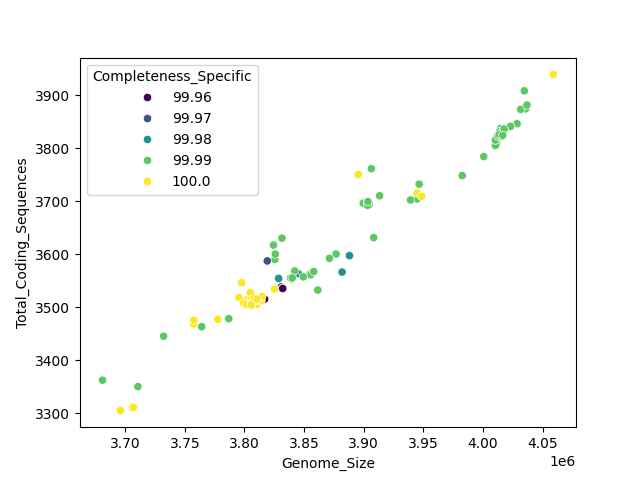 Completeness_Specific
99.96
99.97
99.98
99.99
100.0
3900
3800
3700
3600
3500
3400
3300
Total_Coding_Sequences
3.70 3.75 3.80 3.85 3.90 3.95 4.00 4.05
1e6
Genome_Size